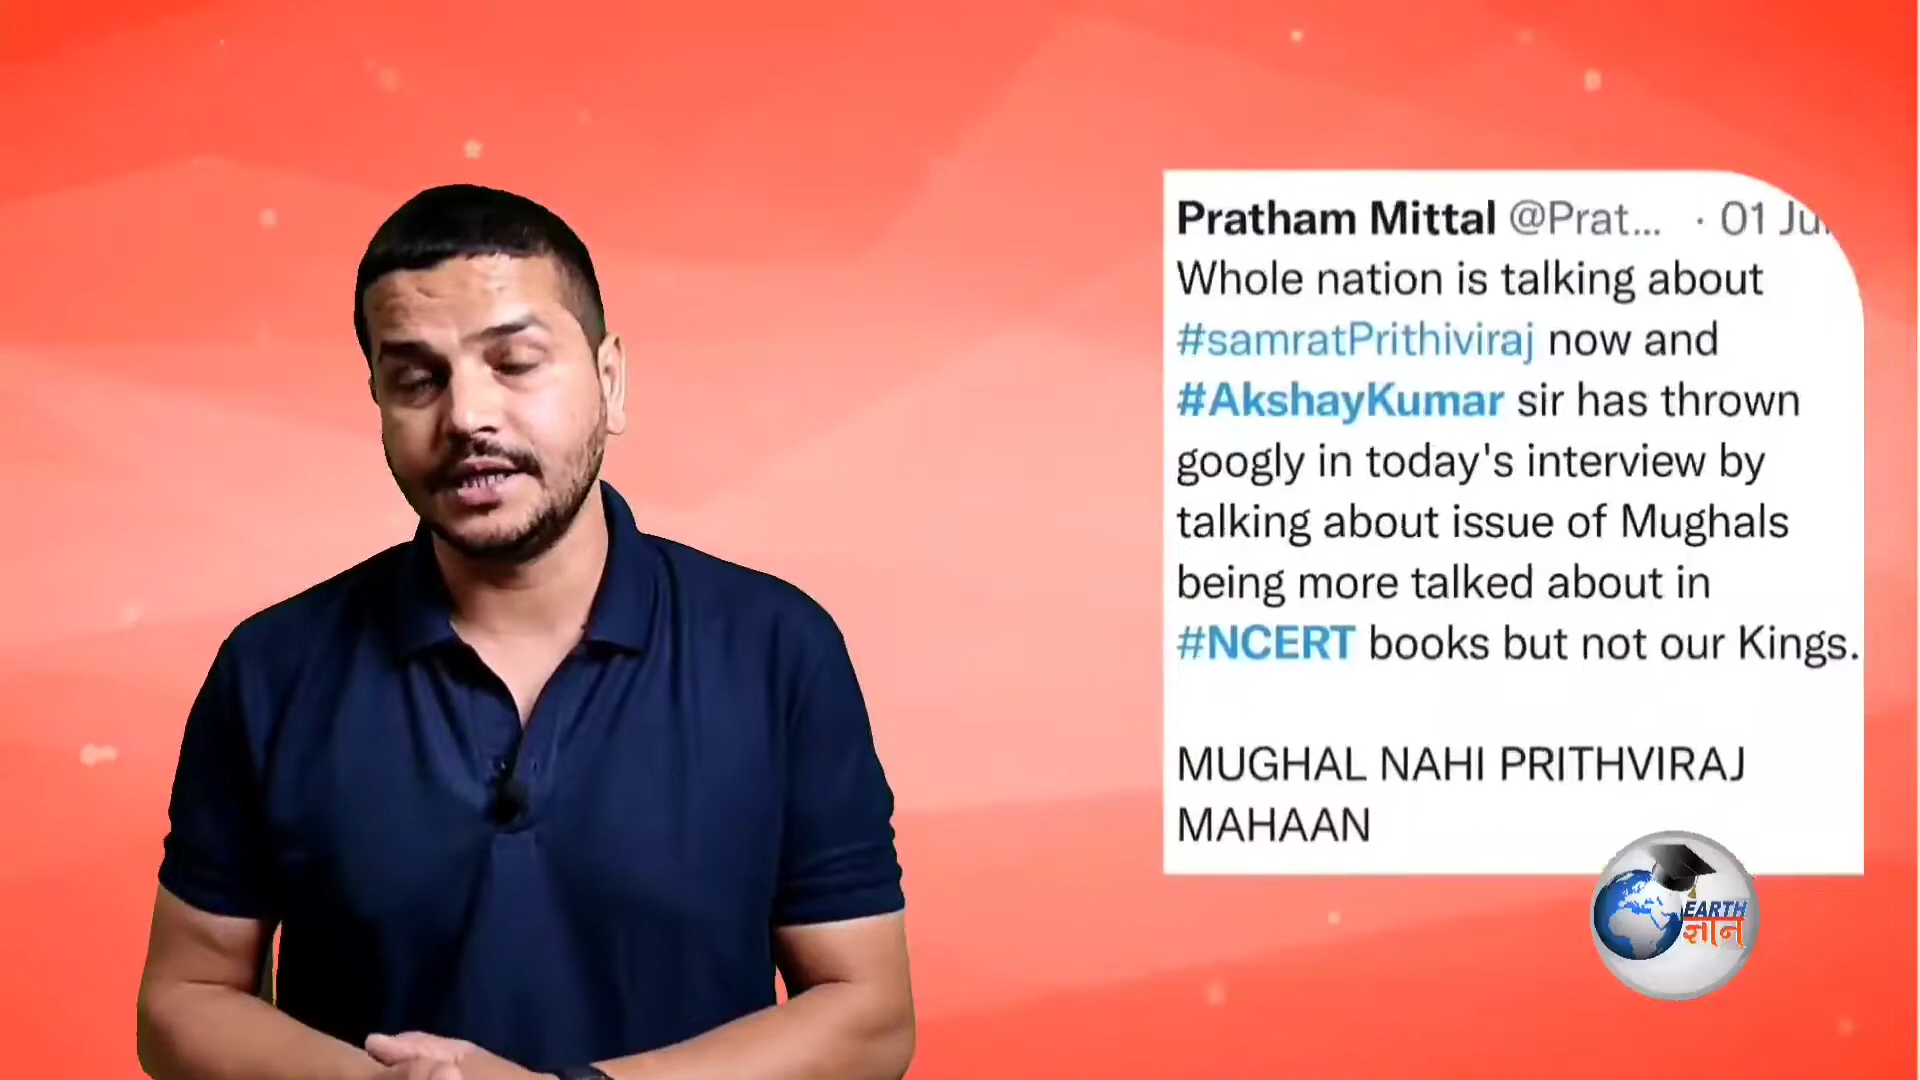 Pratham Mittal @Prat... · 01 Ju
Whole nation is talking about
#samratPrithiviraj now and
#AkshayKumar sir has thrown
googly in today's interview by
talking about issue of Mughals
being more talked about in
#NCERT books but not our Kings.
MUGHAL NAHI PRITHVIRAJ
MAHAAN
EARTH
ज्ञान